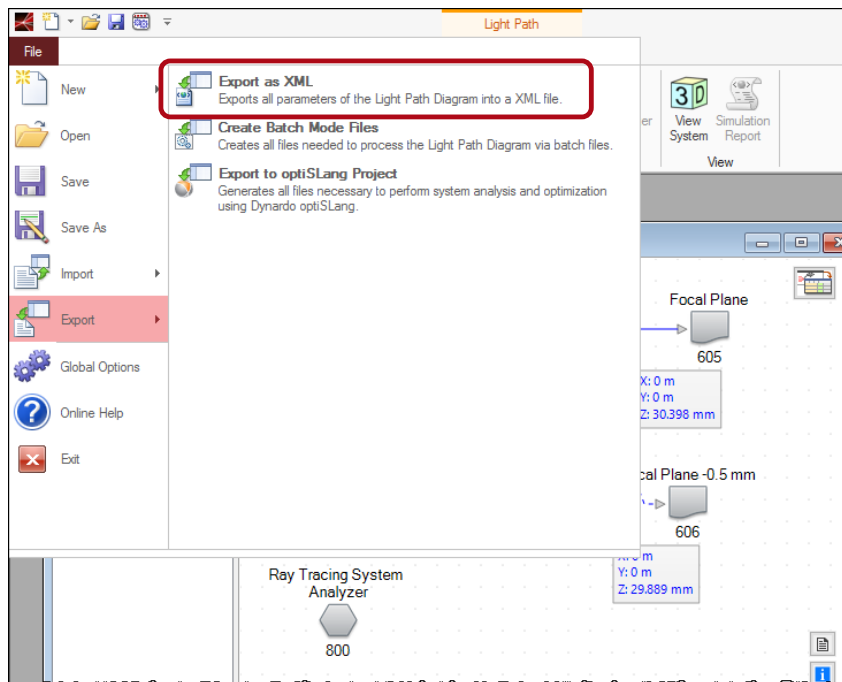 Light Path
File
New
Open
Save
Save As
Import
Export
Global Options
Online Help
Exit
Export as XML
Exports all parameters of the Light Path Diagram into a XML file.
Create Batch Mode Files
Creates all files needed to process the Light Path Diagram via batch files.
Export to optiSLang Project
Generates all files necessary to perform system analysis and optimization
using Dynardo optiSLang.
3D
er
View
System
Simulation
Report
View
Focal Plane
605
X: 0 m
Y: 0 m
Z: 30.398 mm
cal Plane -0.5 mm
606
Y: 0 m
Z: 29.889 mm
Ray Tracing System
Analyzer
800